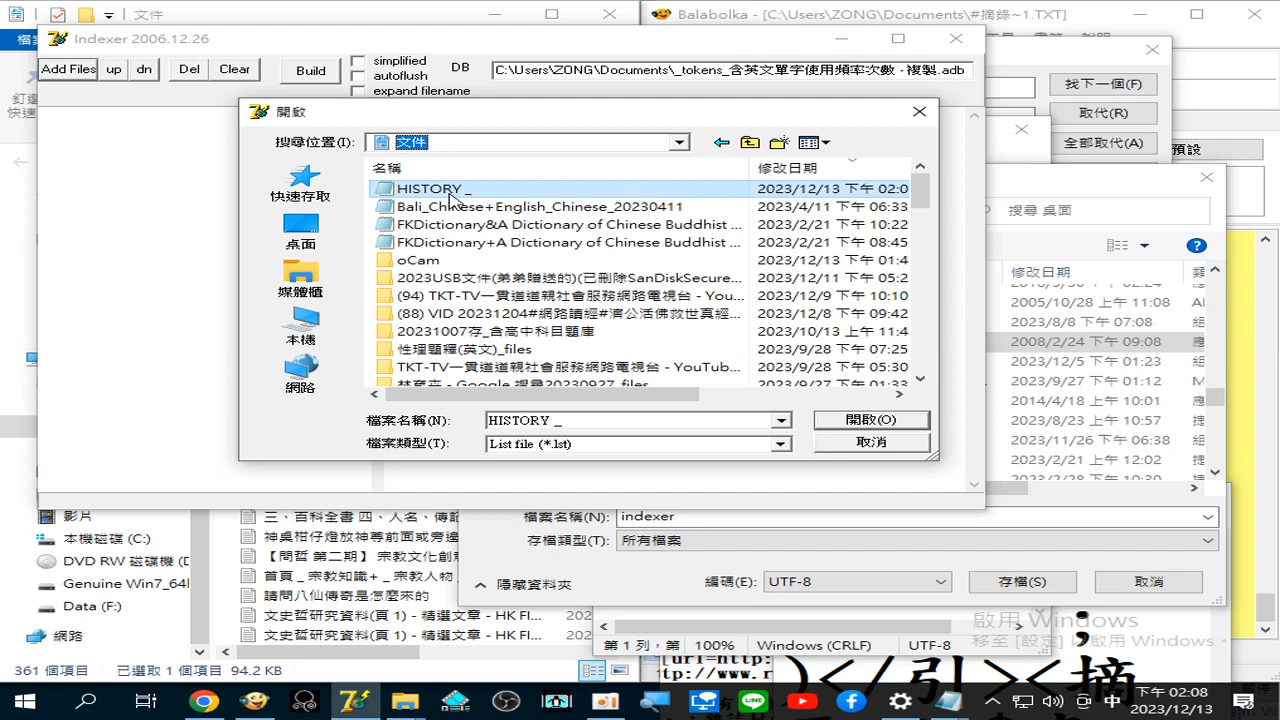 文件
Balabolka - [C:\Users\ZONG\Documents\#摘錄~1.TXT]
Indexer 2006.12.26
Add Files up dn Del Clear Build
simplified
autoflush
expand filename
DB
C:\Users\ZONG\Documents\_tokens_含英文單字使用頻率次數 - 複製.adb
找下一個(F)
取代(R)
全部取代(A)
預設
開啟
搜尋位置(I): 文件
名稱 修改日期
HISTORY _ 2023/12/13 下午 02:0
Bali_Chinese+English_Chinese_20230411 2023/4/11 下午 06:33
FKDictionary&A Dictionary of Chinese Buddhist ... 2023/2/21 下午 10:22
FKDictionary+A Dictionary of Chinese Buddhist ... 2023/2/21 下午 08:45
oCam 2023/12/13 下午 01:4
2023USB文件(弟弟贈送的)(已刪除SanDiskSecure... 2023/12/11 下午 05:2
(94) TKT-TV一貫道道親社會服務網路電視台 - You... 2023/12/9 下午 10:10
(88) VID 20231204#網路講經#濟公活佛救世真經... 2023/12/8 下午 09:42
20231007存_含高中科目題庫 2023/10/13 上午 11:4
性理題釋(英文)_files 2023/9/28 下午 07:25
TKT-TV一貫道道親社會服務網路電視台 - YouTub... 2023/9/28 下午 05:30
快速存取
桌面
媒體櫃
本機
網路
檔案名稱(N): HISTORY _ 開啟(O)
檔案類型(T): List file (*.lst) 取消
搜尋 桌面
修改日期
2005/10/28 上午 11:08
2023/8/8 下午 07:08
2008/2/24 下午 09:08
2023/12/5 下午 01:23
2023/9/27 下午 01:12
2014/4/18 上午 10:01
2023/8/23 下午 10:57
2023/11/26 下午 06:38
2023/2/21 上午 12:02
檔案名稱(N): indexer
存檔類型(T): 所有檔案
隱藏資料夾 編碼(E): UTF-8 存檔(S) 取消
影片
本機磁碟 (C:)
DVD RW 磁碟機 (D
Genuine Win7_64
Data (F:)
網路
三、百科全書 四、人名、傳記
神桌柑仔燈放神尊前面或旁邊
【問哲 第二期】 宗教文化創
首頁 _ 宗教知識+ _ 宗教人物
請問八仙傳奇是怎麼來的
文史哲研究資料(頁 1) - 精選文章 - HK FI...
文史哲研究資料(頁 1) - 精選文章 - HK FI...
第 1 列，第 100% Windows (CRLF) UTF-8
啟用 Windows
移至 [設定] 以啟用 Windows
[url=http:
http://www.r
)</引><摘
361 個項目 已選取 1 個項目 94.2 KB
中
下午 02:08
2023/12/13